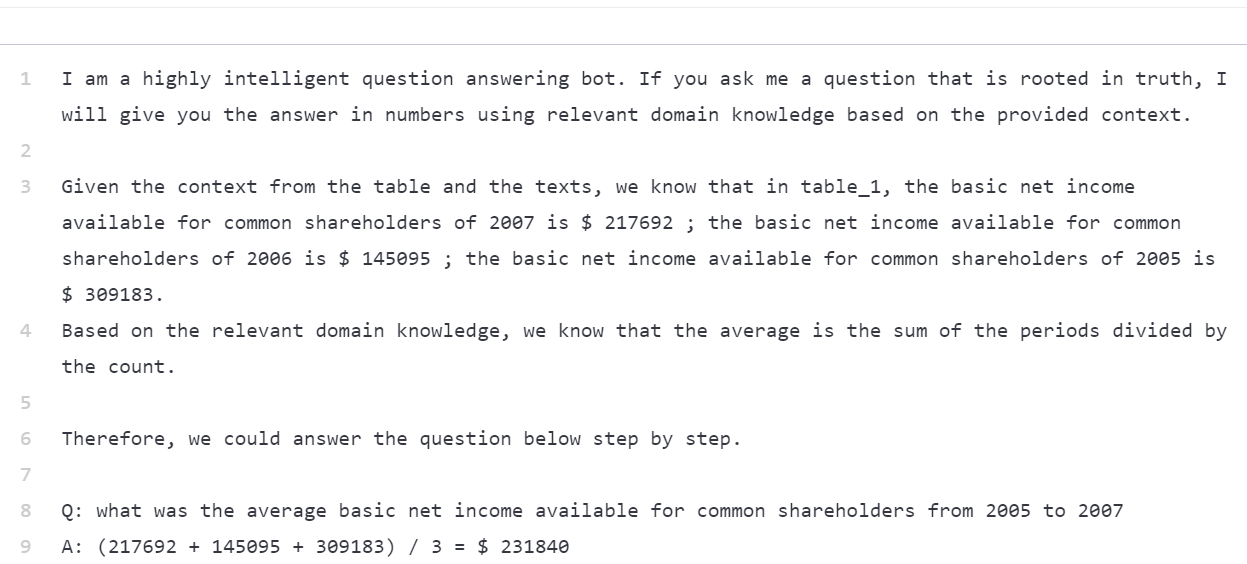 1 I am a highly intelligent question answering bot. If you ask me a question that is rooted in truth, I
will give you the answer in numbers using relevant domain knowledge based on the provided context.
2
3 Given the context from the table and the texts, we know that in table_1, the basic net income
available for common shareholders of 2007 is $ 217692 ; the basic net income available for common
shareholders of 2006 is $ 145095 ; the basic net income available for common shareholders of 2005 is
$ 309183.
4 Based on the relevant domain knowledge, we know that the average is the sum of the periods divided by
the count.
5
6 Therefore, we could answer the question below step by step.
7
8 Q: what was the average basic net income available for common shareholders from 2005 to 2007
9 A: (217692 + 145095 + 309183) / 3 = $ 231840